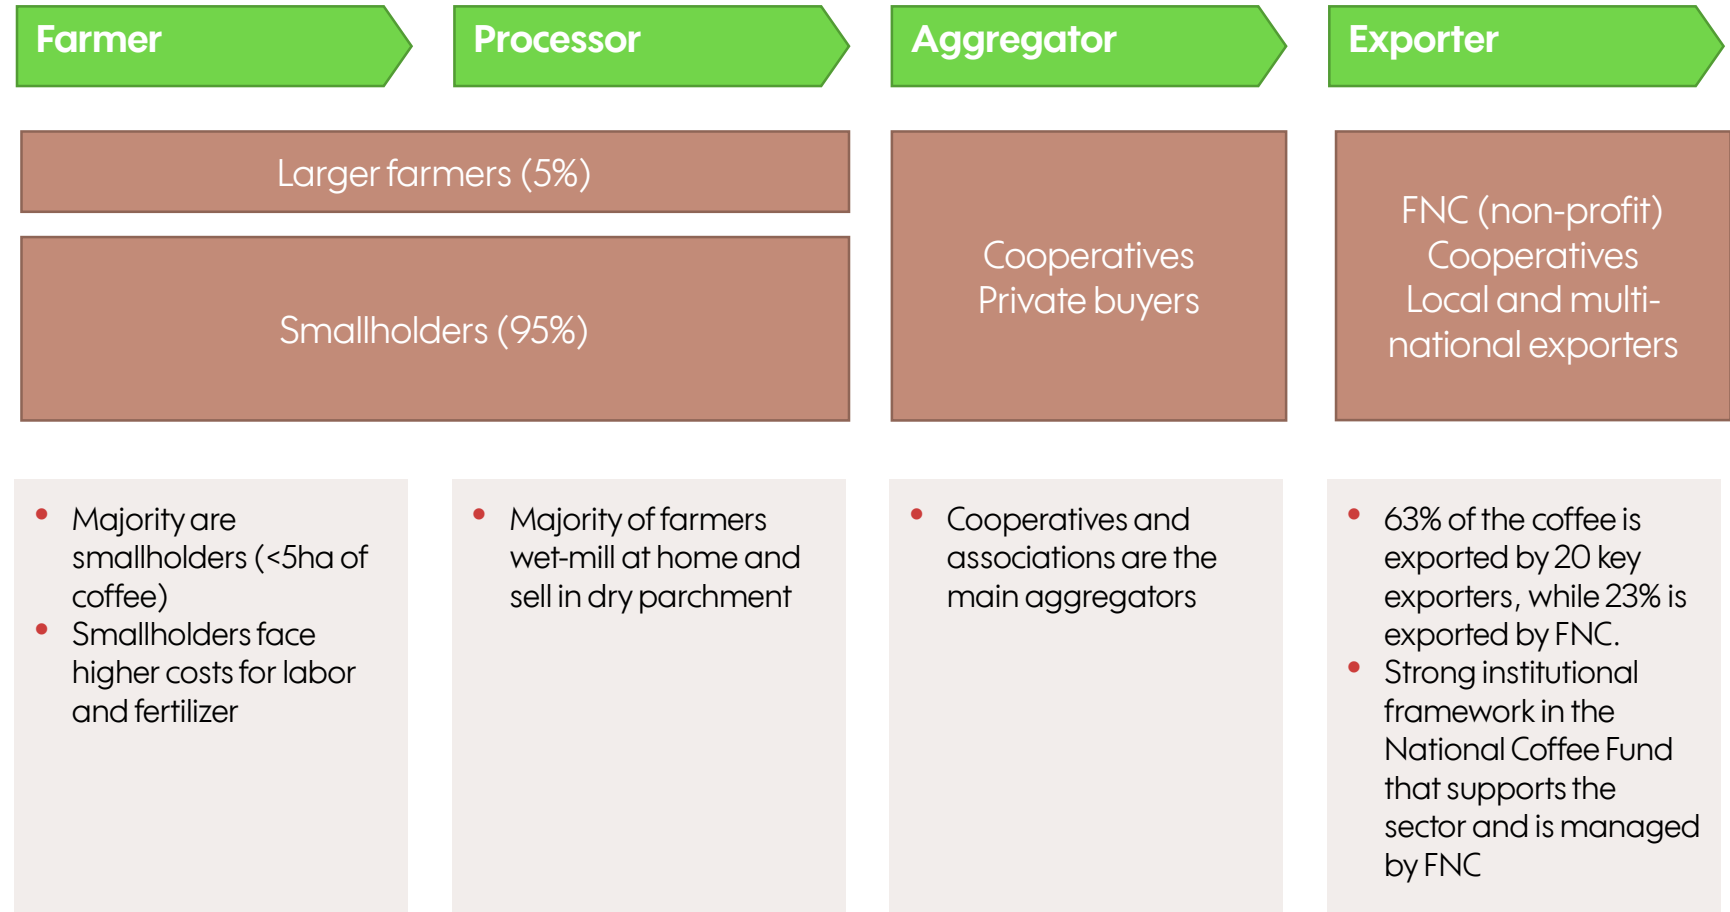 Farmer
Processor
Aggregator
Exporter
Larger farmers (5%)
Smallholders (95%)
Cooperatives
Private buyers
FNC (non-profit)
Cooperatives
Local and multi-
national exporters
• Majority are
smallholders (<5ha of
coffee)
• Smallholders face
higher costs for labor
and fertilizer
• Majority of farmers
wet-mill at home and
sell in dry parchment
• Cooperatives and
associations are the
main aggregators
• 63% of the coffee is
exported by 20 key
exporters, while 23% is
exported by FNC.
• Strong institutional
framework in the
National Coffee Fund
that supports the
sector and is managed
by FNC